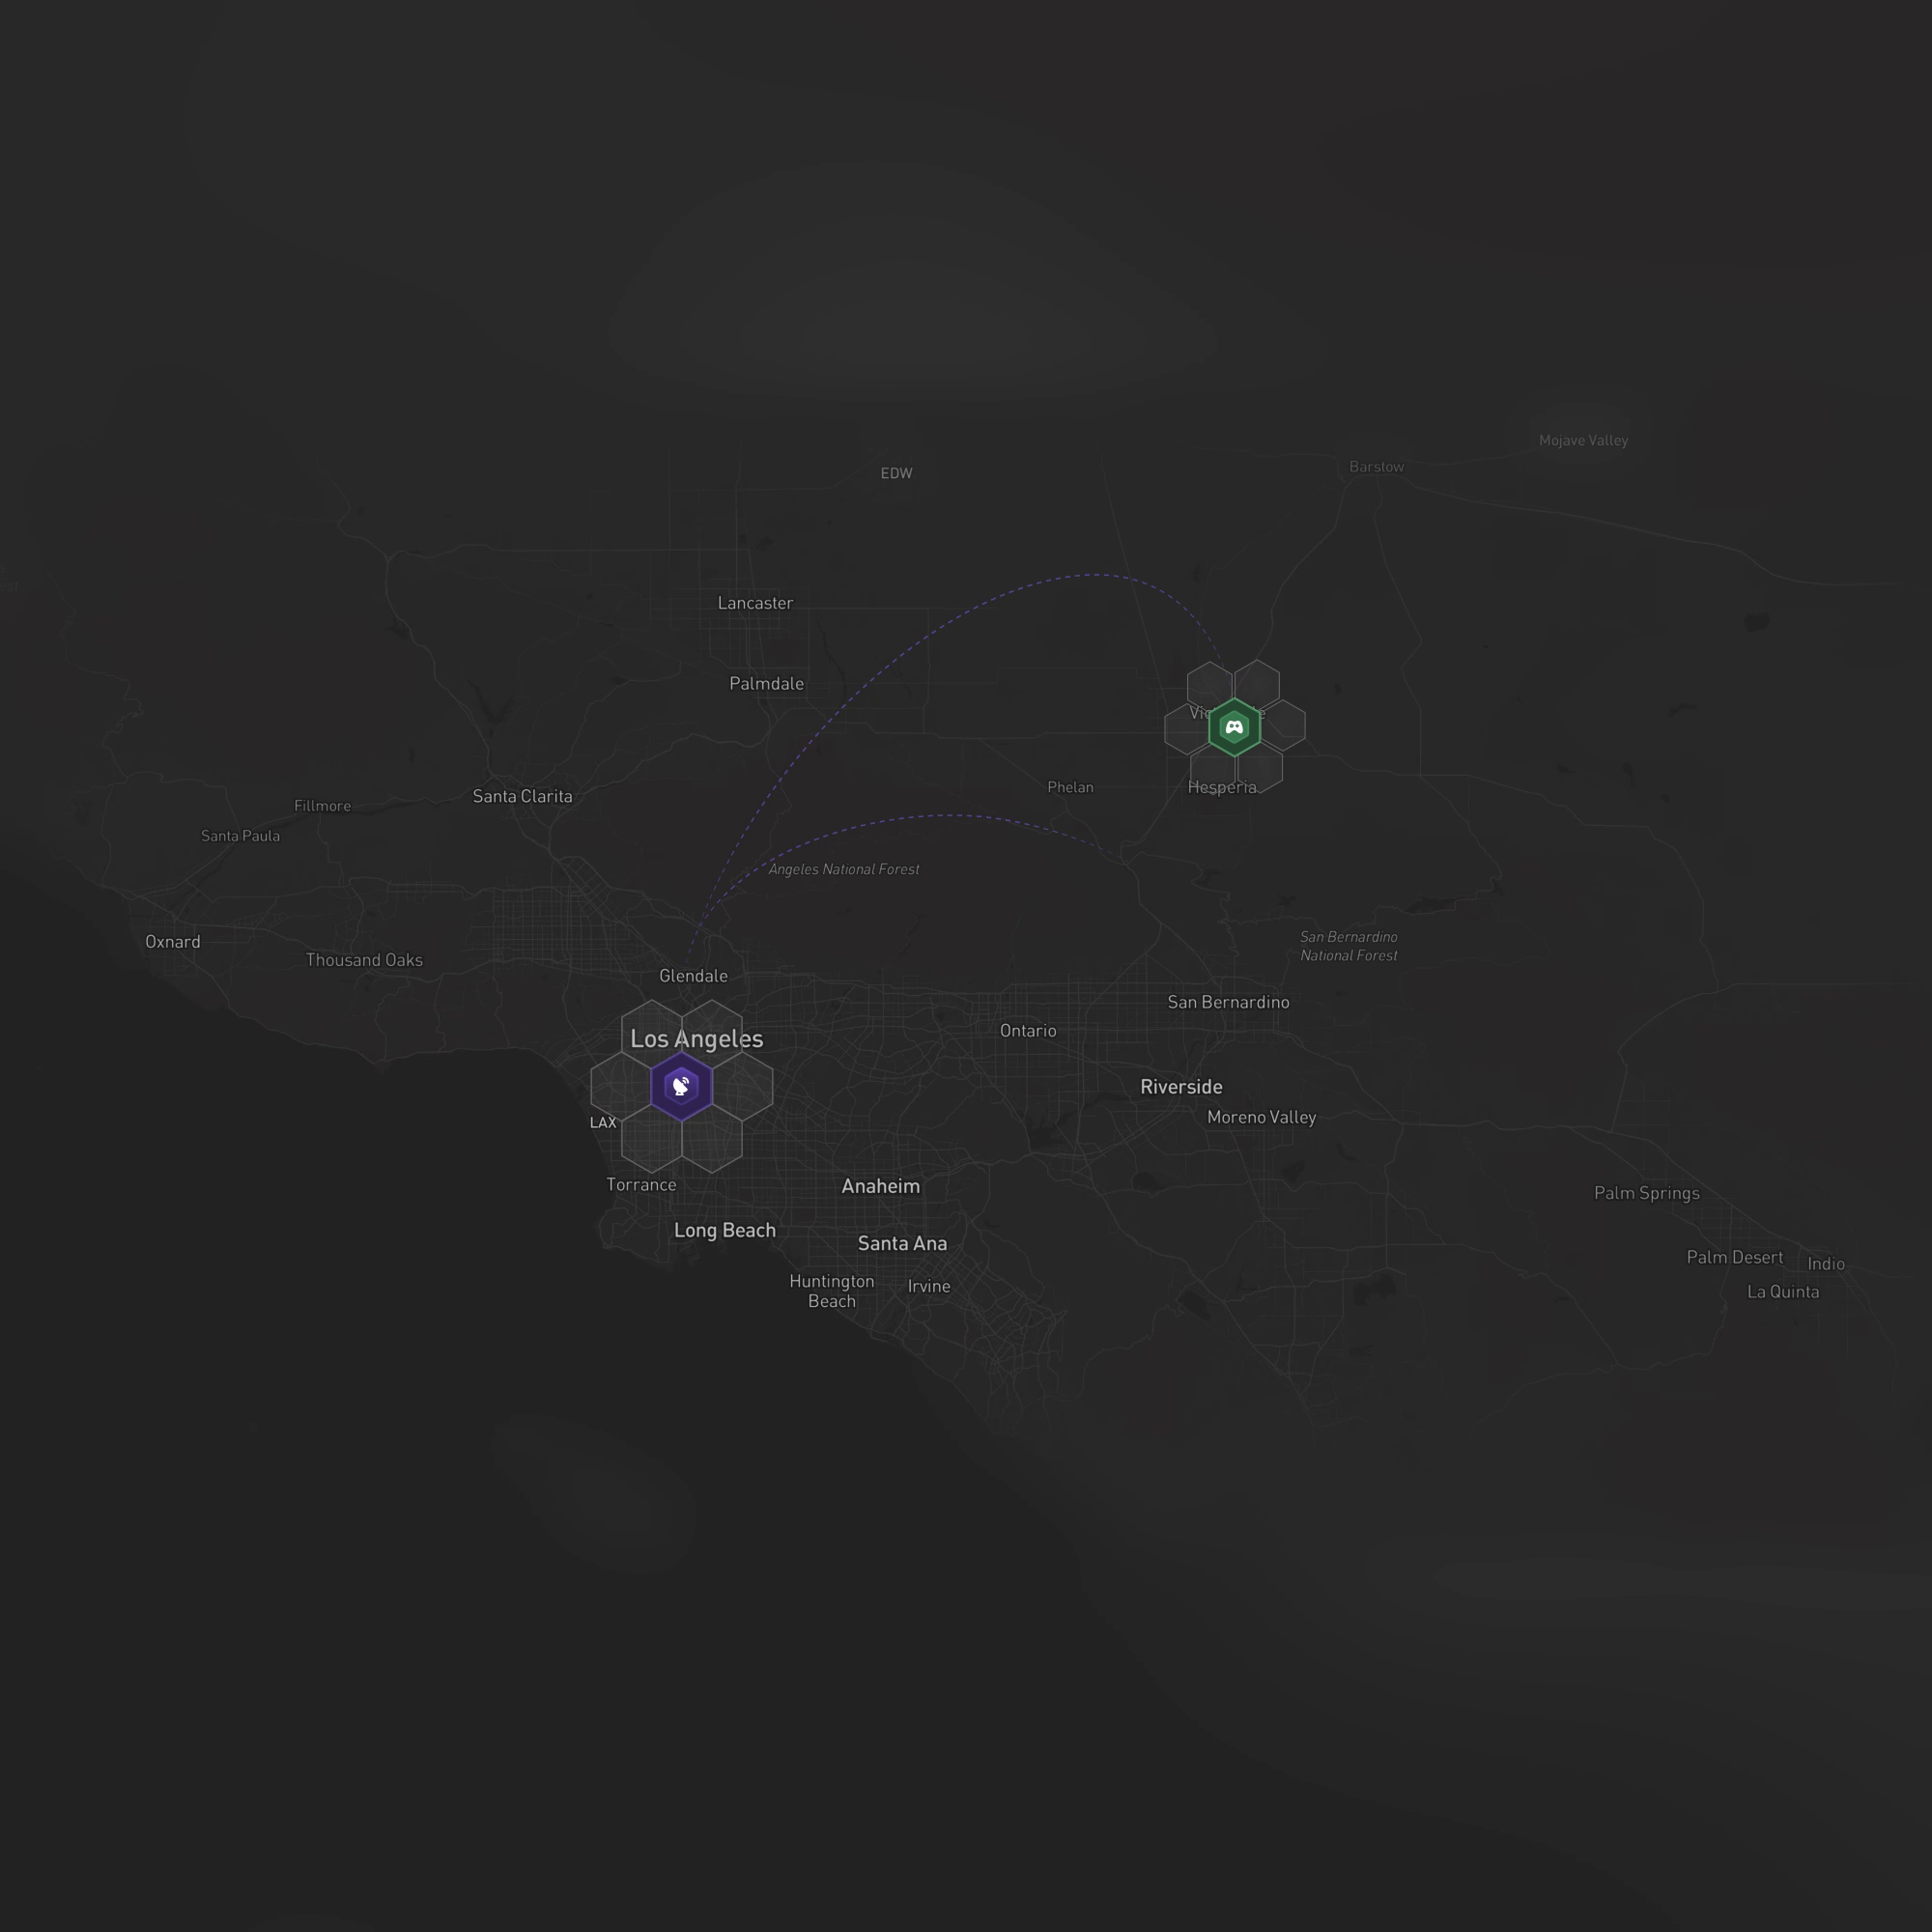 Mojave Valley
Barstow
EDW
Lancaster
Palmdale
Phelan
Hesperia
Santa Clarita
Fillmore
Santa Paula
Angeles National Forest
Oxnard
Thousand Oaks
San Bernardino
National Forest
Glendale
San Bernardino
Ontario
Los Angeles
Riverside
LAX
Moreno Valley
Torrance
Anaheim
Palm Springs
Long Beach
Santa Ana
Palm Desert
Indio
Huntington
Beach
Irvine
La Quinta